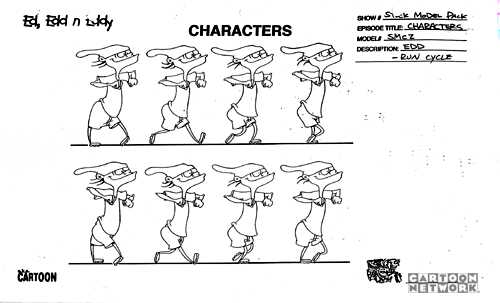 Ed, Edd n Eddy
CHARACTERS
SHOW# Stock Model Pack
EPISODE TITLE: CHARACTERS
MODEL# SMC2
DESCRIPTION: EDD
- RUN CYCLE
CARTOON
CARTOON
NETWORK